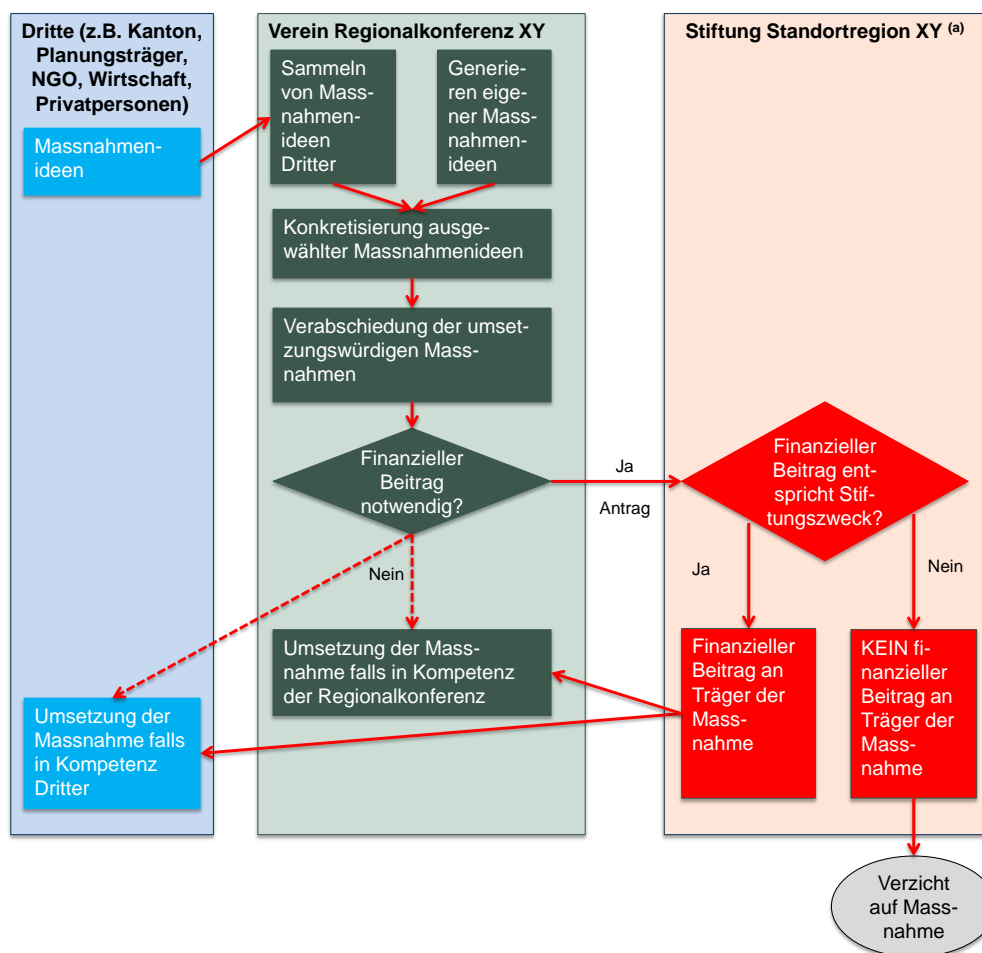 Dritte (z.B. Kanton,
Planungsträger,
NGO, Wirtschaft,
Privatpersonen)
Massnahmen-
ideen
Umsetzung der
Massnahme falls
in Kompetenz
Dritter
Verein Regionalkonferenz XY
Sammeln
von Mass-
nahmen-
ideen
Dritter
Generie-
ren eige-
ner Mass-
nahmen-
ideen
Konkretisierung ausge-
wählter Massnahmenideen
Verabschiedung der umset-
zungswürdigen Mass-
nahmen
Finanzieller
Beitrag
notwendig?
Ja
Antrag
Nein
Umsetzung der Mass-
nahme falls in Kompetenz
der Regionalkonferenz
Stiftung Standortregion XY (a)
Finanzieller
Beitrag ent-
spricht Stif-
tungszweck?
Ja
Nein
Finanzieller
Beitrag an
Träger der
Mass-
nahme
KEIN fi-
nanzieller
Beitrag an
Träger der
Mass-
nahme
Verzicht
auf Mass-
nahme